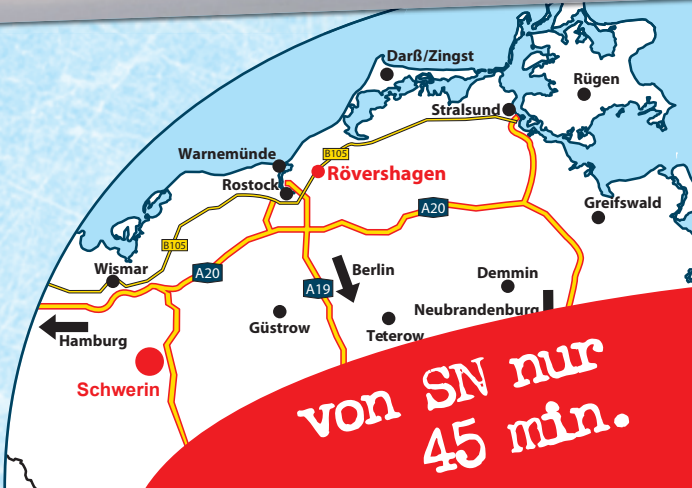 Darß/Zingst
Rügen
Stralsund
Warnemünde
B105
Rövershagen
Rostock
Greifswald
A20
B105
Wismar
A20
Berlin
Demmin
A19
Neubrandenburg
Güstrow
Teterow
Hamburg
Schwerin
von SN nur
45 min.